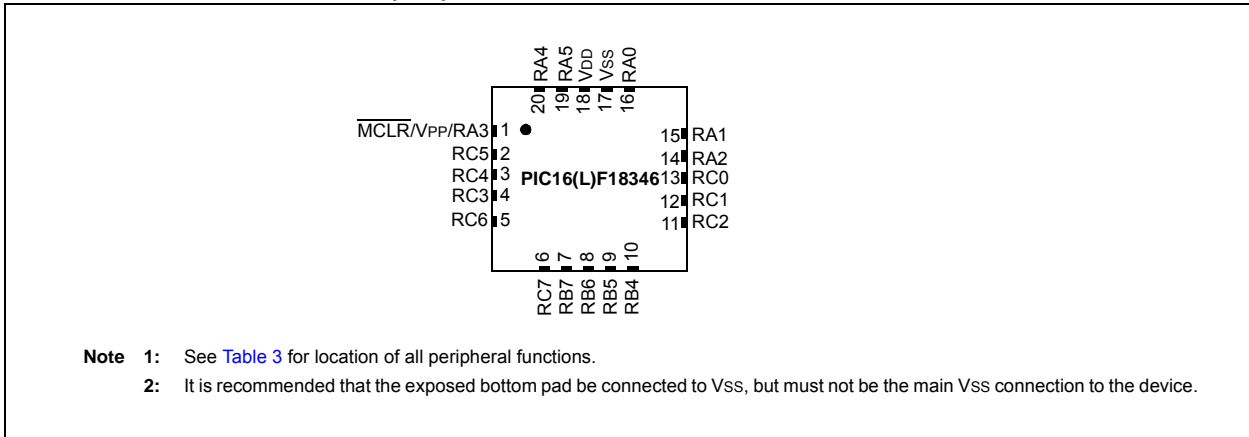 20 RA4
19 RA5
18 VDD
17 VSS
16 RA0
MCLR/VPP/RA3 1
RC5 2
RC4 3
RC3 4
RC6 5
PIC16(L)F18346
15 RA1
14 RA2
13 RC0
12 RC1
11 RC2
6 RC7
7 RB7
8 RB6
9 RB5
10 RB4
Note 1: See Table 3 for location of all peripheral functions.
2: It is recommended that the exposed bottom pad be connected to VSS, but must not be the main VSS connection to the device.